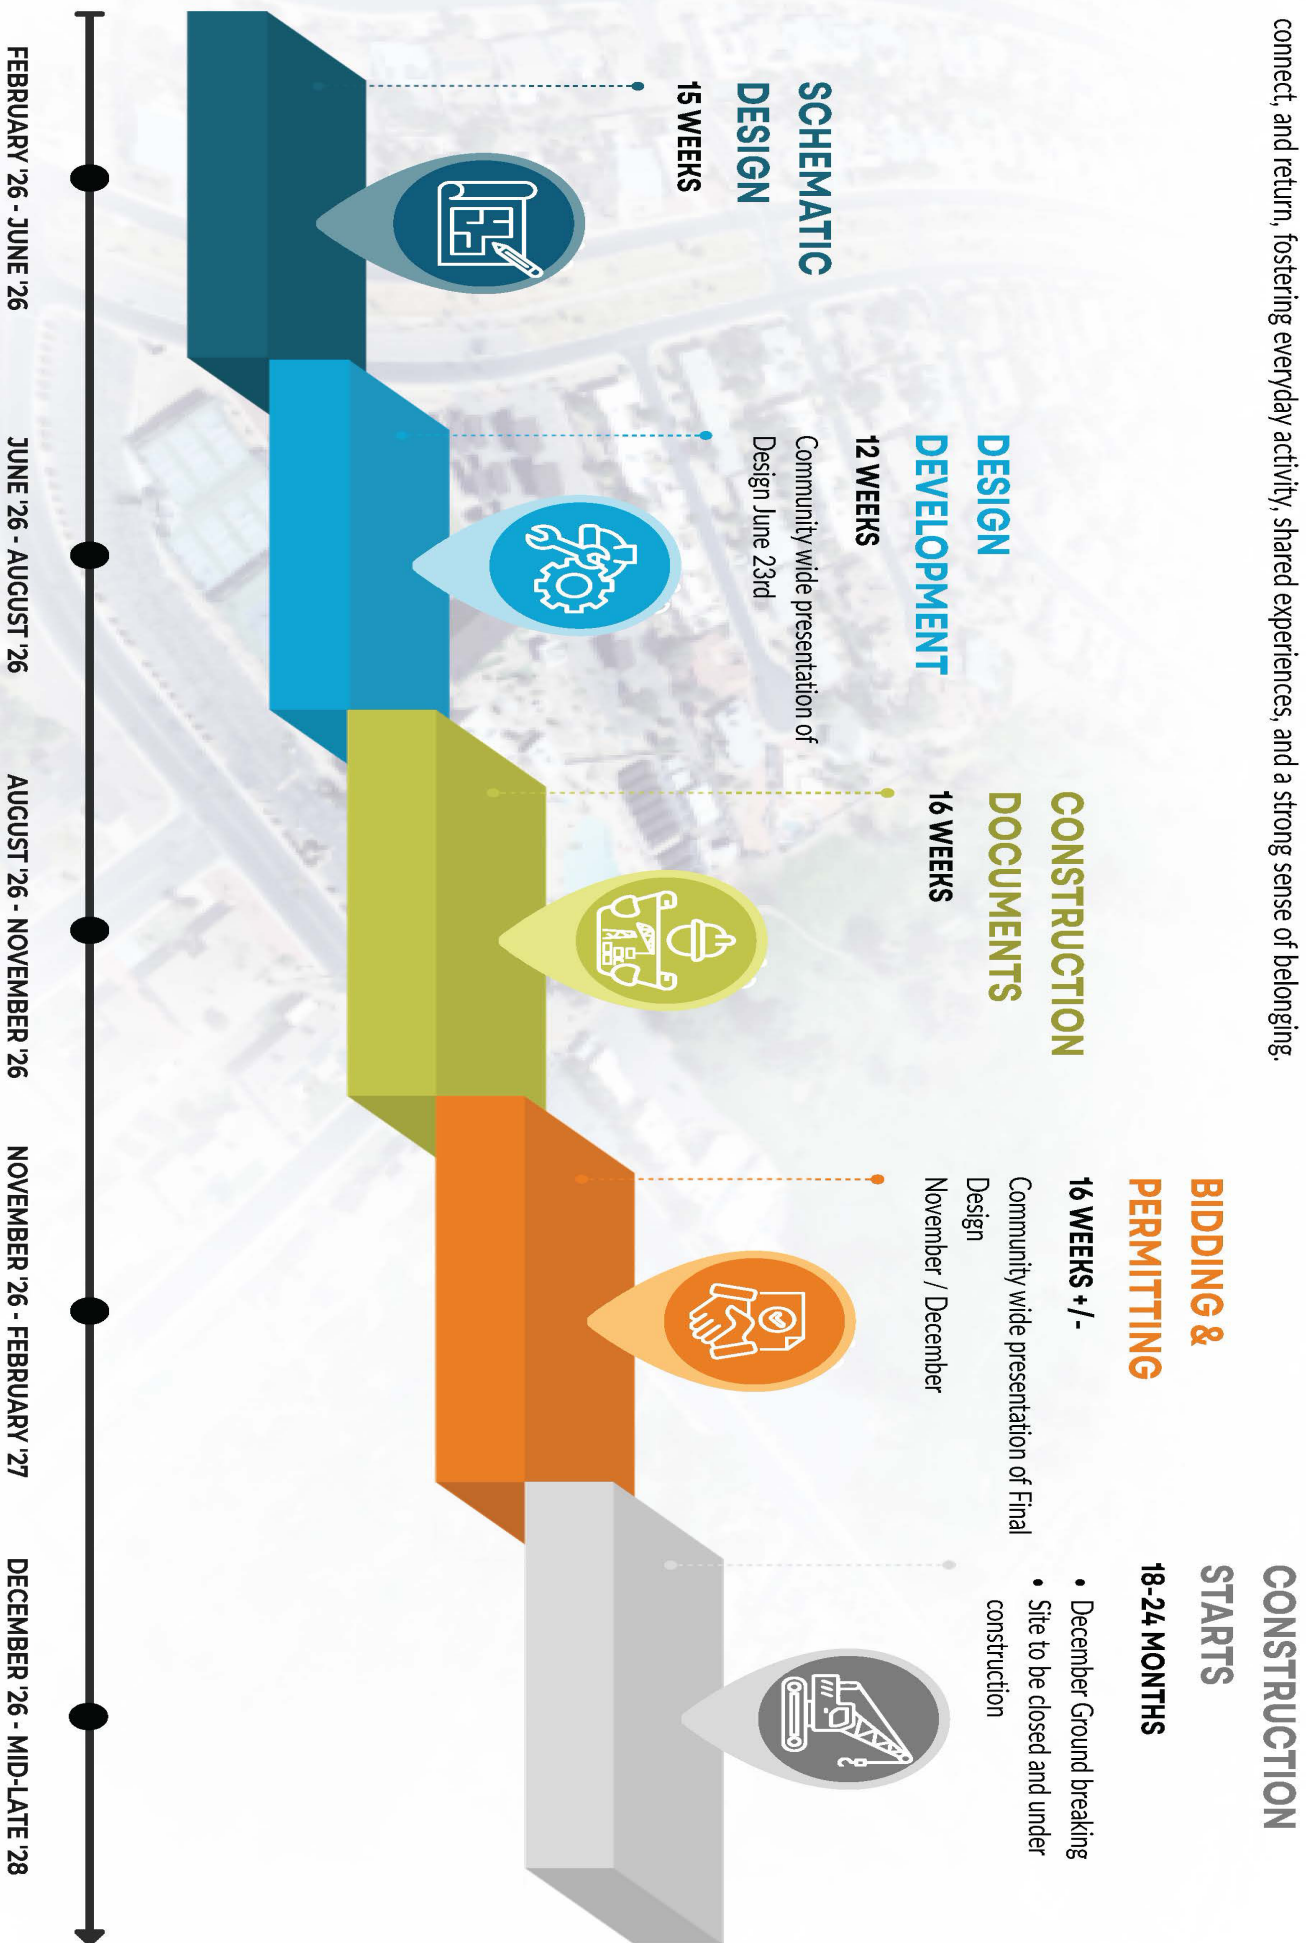 connect, and return, fostering everyday activity, shared experiences, and a strong sense of belonging.
SCHEMATIC
DESIGN
15 WEEKS
DESIGN
DEVELOPMENT
12 WEEKS
Community wide presentation of
Design June 23rd
CONSTRUCTION
DOCUMENTS
16 WEEKS
BIDDING &
PERMITTING
16 WEEKS +/-
Community wide presentation of Final
Design
November / December
CONSTRUCTION
STARTS
18-24 MONTHS
• December Ground breaking
• Site to be closed and under
construction
FEBRUARY '26 - JUNE '26
JUNE '26 - AUGUST '26
AUGUST '26 - NOVEMBER '26
NOVEMBER '26 - FEBRUARY '27
DECEMBER '26 - MID-LATE '28